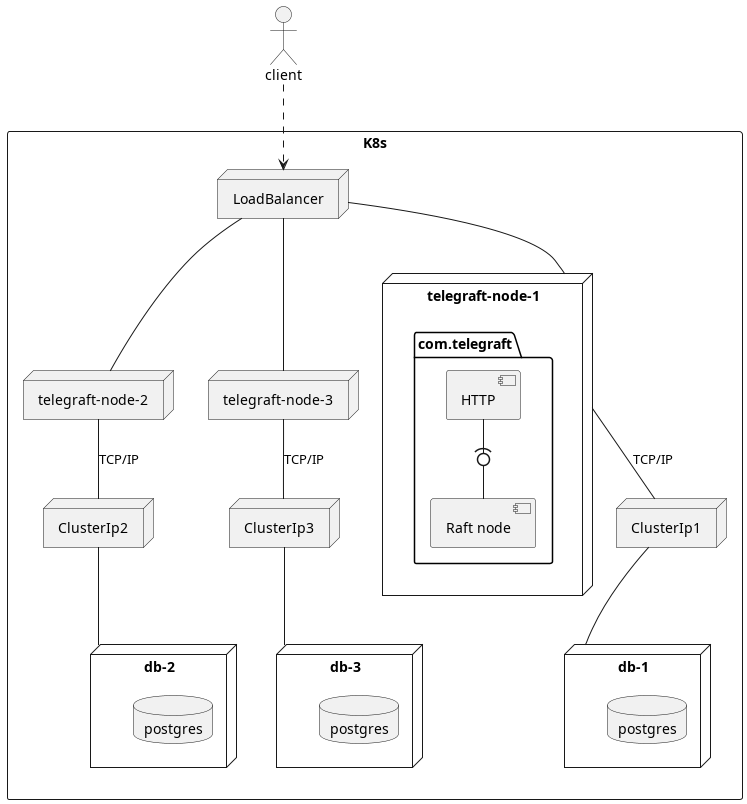 client
K8s
LoadBalancer
telegraft-node-1
com.telegraft
telegraft-node-2
telegraft-node-3
HTTP
TCP/IP
TCP/IP
TCP/IP
ClusterIp2
ClusterIp3
Raft node
ClusterIp1
db-2
db-3
db-1
postgres
postgres
postgres